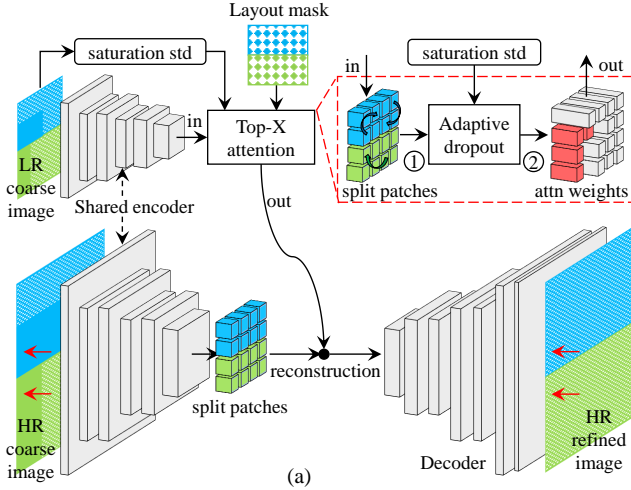 Layout mask
saturation std
in
saturation std
out
in
Top-X
attention
Adaptive
dropout
LR
coarse
image
1
2
split patches
attn weights
Shared encoder
out
reconstruction
split patches
HR
coarse
image
Decoder
HR
refined
image
(a)